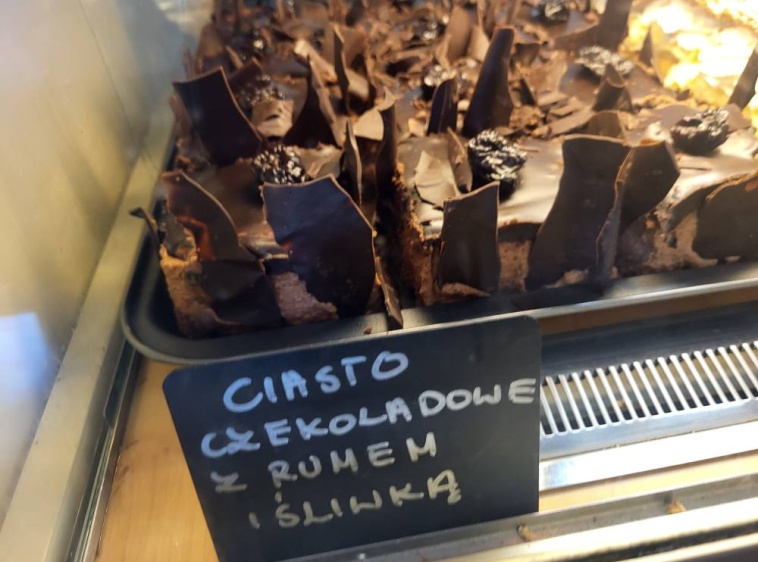 CIASTO
CZEKOLADOWE
Z RUMEM
I ŚLIWKĄ